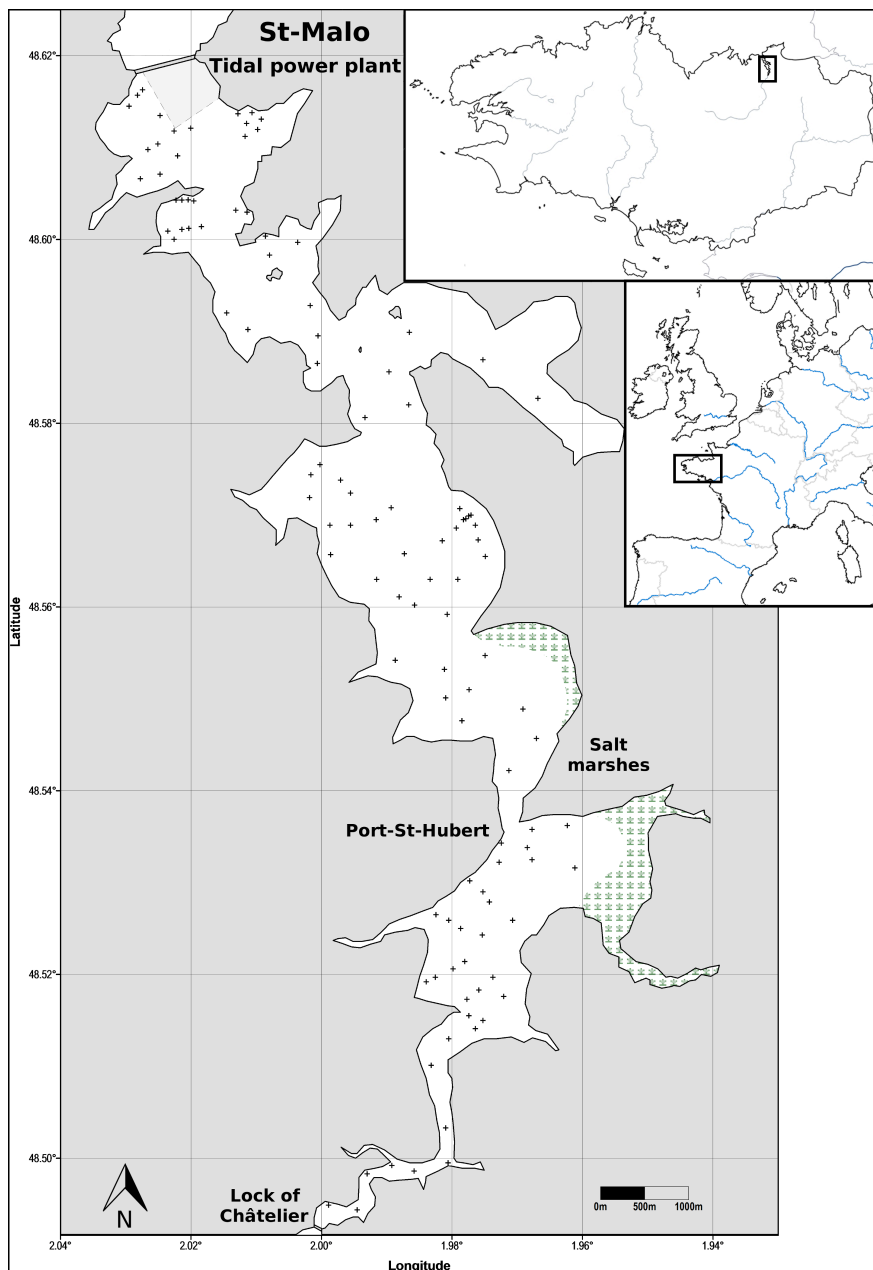 St-Malo
Tidal power plant
48.62°
48.60°
48.58°
48.56°
Latitude
Salt
marshes
48.54°
Port-St-Hubert
48.52°
48.50°
Lock of
Châtelier
N
0m 500m 1000m
2.04° 2.02° 2.00° 1.98° 1.96° 1.94°
Longitude